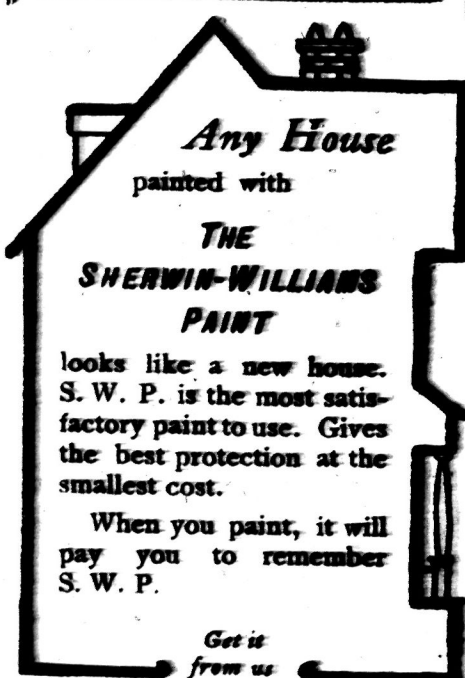 Any House
painted with
THE
SHERWIN-WILLIAMS
PAINT
looks like a new house.
S. W. P. is the most satis-
factory paint to use. Gives
the best protection at the
smallest cost.
When you paint, it will
pay you to remember
S. W. P.
Get it
from us